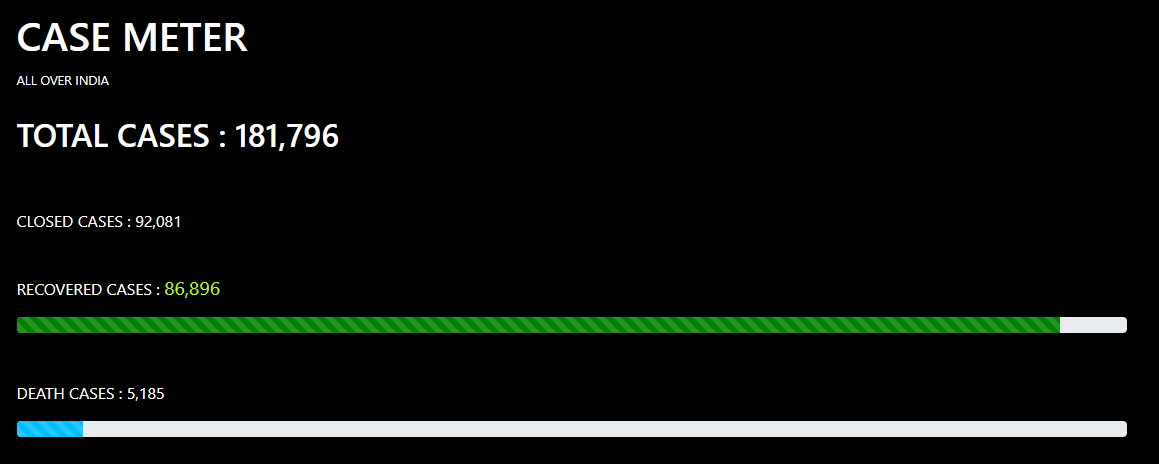 CASE METER
ALL OVER INDIA
TOTAL CASES : 181,796
CLOSED CASES : 92,081
RECOVERED CASES : 86,896
DEATH CASES : 5,185